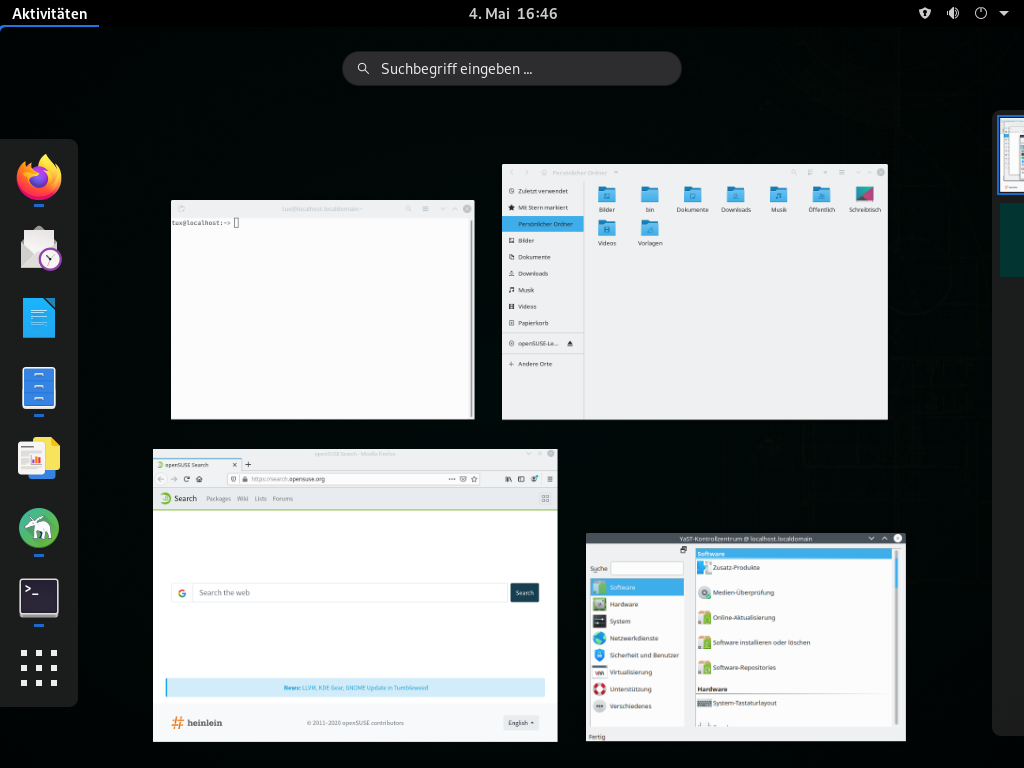 Aktivitäten
4. Mai 16:46
Suchbegriff eingeben ...
tux@localhost.localdomain:~
tux@localhost:~>
Persönlicher Ordner
Zuletzt verwendet
Mit Stern markiert
Persönlicher Ordner
Bilder
Dokumente
Downloads
Musik
Videos
Papierkorb
openSUSE-Le...
Andere Orte
Bilder
bin
Dokumente
Downloads
Musik
Öffentlich
Schreibtisch
Videos
Vorlagen
openSUSE Search - Mozilla Firefox
openSUSE Search
https://search.opensuse.org
Search Packages Wiki Lists Forums
Search the web
Search
News: LLVM, KDE Gear, GNOME Update in Tumbleweed
heinlein
© 2011–2020 openSUSE contributors
English
YaST-Kontrollzentrum @ localhost.localdomain
Suche
Software
Hardware
System
Netzwerkdienste
Sicherheit und Benutzer
Virtualisierung
Unterstützung
Verschiedenes
Software
Zusatz-Produkte
Medien-Überprüfung
Online-Aktualisierung
Software installieren oder löschen
Software-Repositories
Hardware
System-Tastaturlayout
Fertig